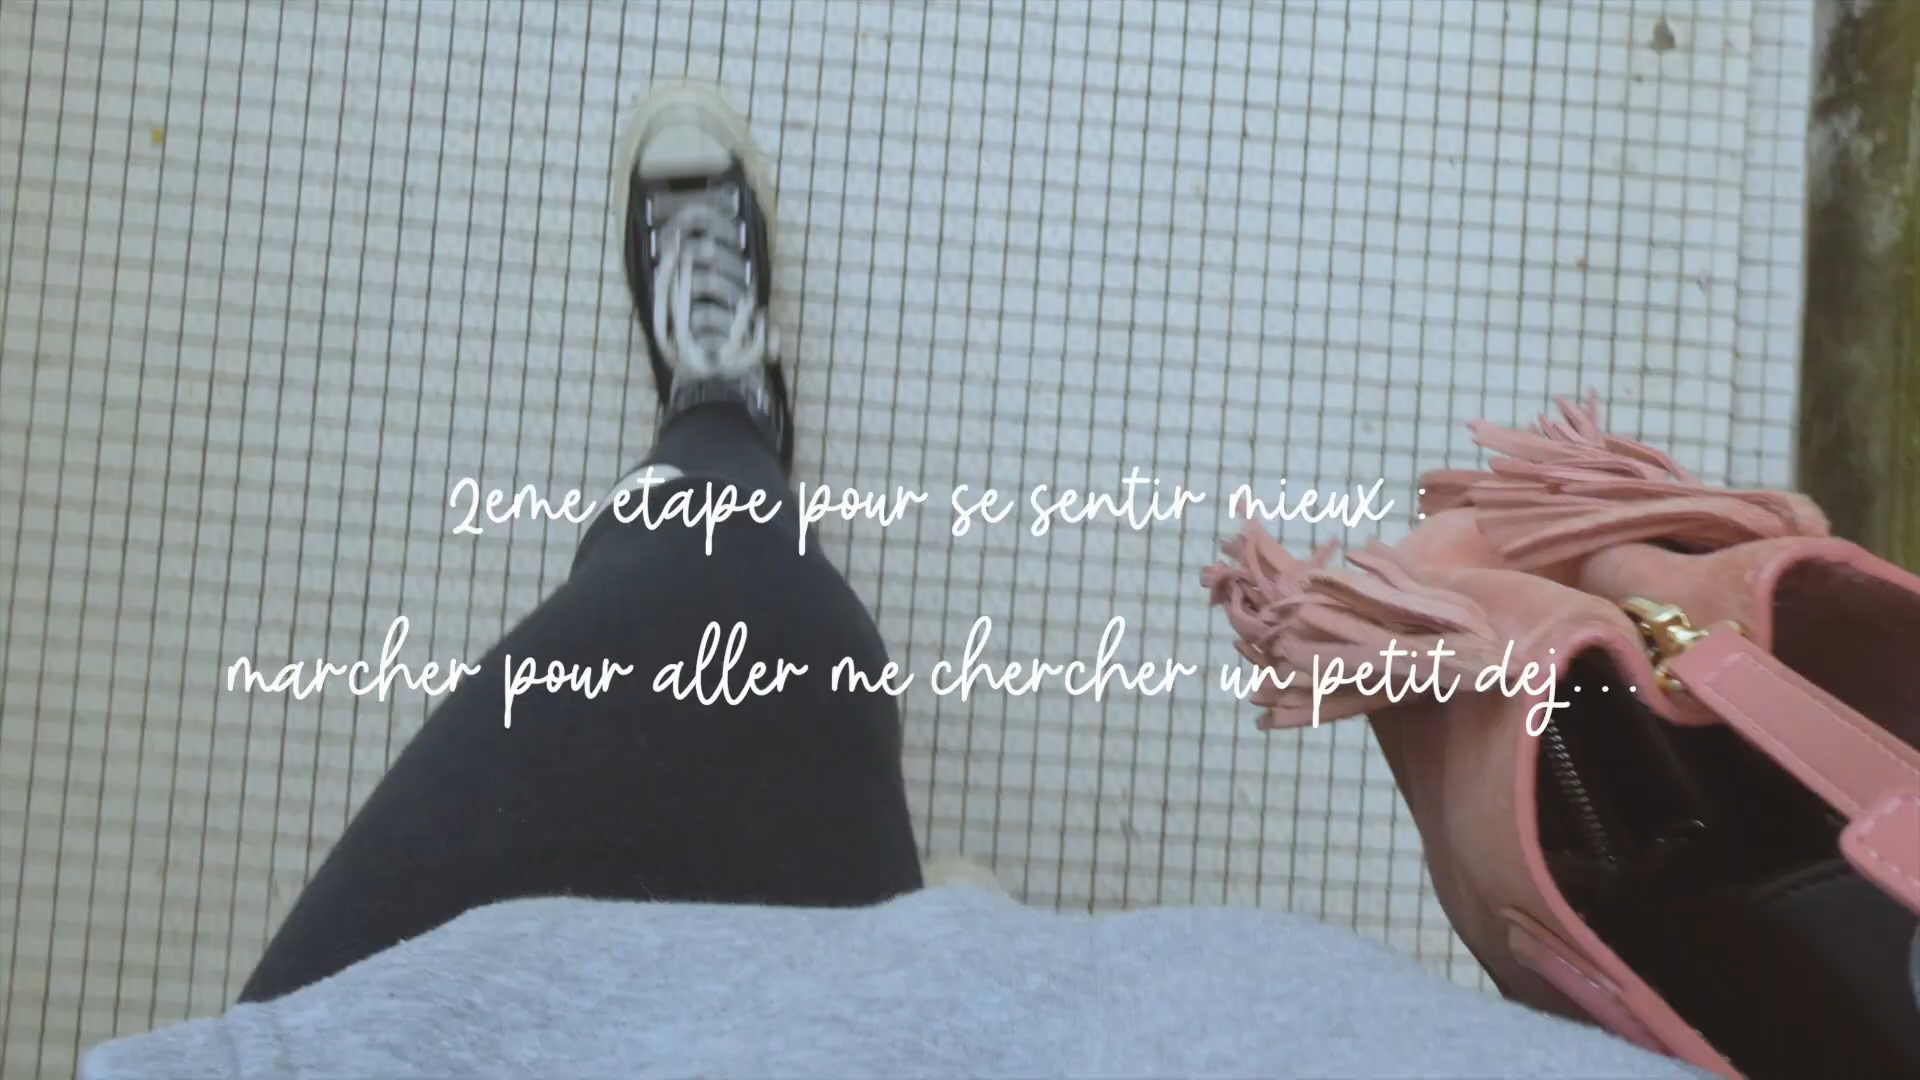 2eme etape pour se sentir mieux :
marcher pour aller me chercher un petit dej...